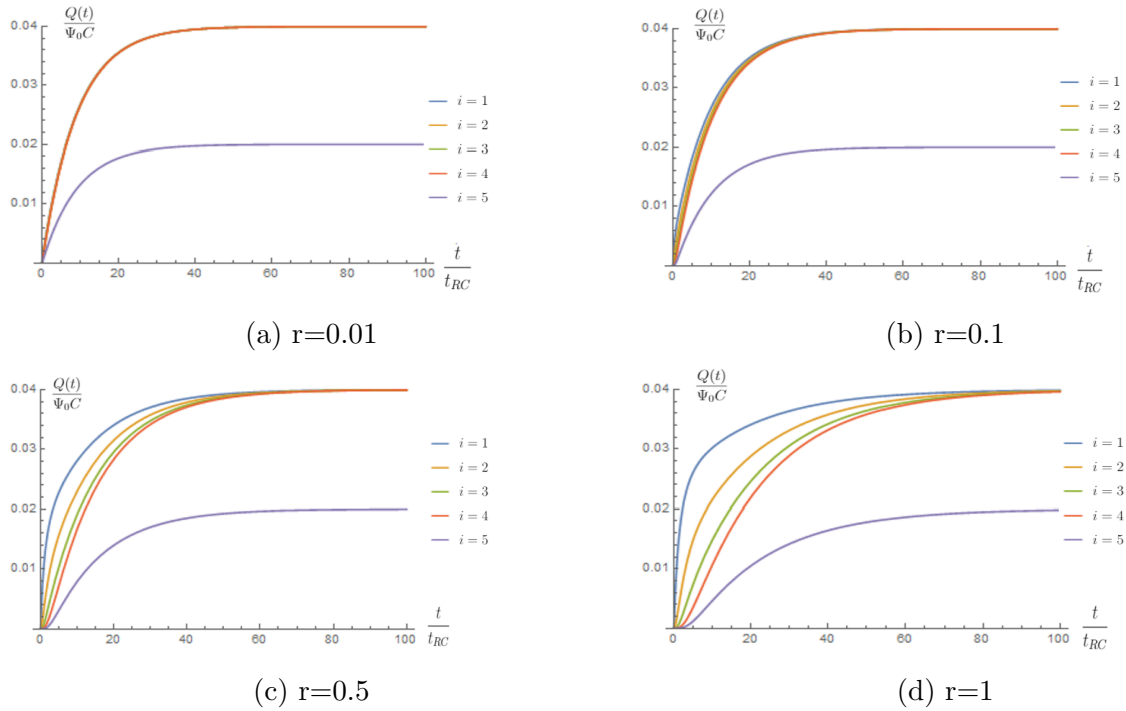 Q(t)
Ψ₀C
0.04
0.03
0.02
0.01
0 20 40 60 80 100
t
t_RC
i = 1
i = 2
i = 3
i = 4
i = 5
(a) r=0.01
Q(t)
Ψ₀C
0.04
0.03
0.02
0.01
0 20 40 60 80 100
t
t_RC
i = 1
i = 2
i = 3
i = 4
i = 5
(b) r=0.1
Q(t)
Ψ₀C
0.04
0.03
0.02
0.01
0 20 40 60 80 100
t
t_RC
i = 1
i = 2
i = 3
i = 4
i = 5
(c) r=0.5
Q(t)
Ψ₀C
0.04
0.03
0.02
0.01
0 20 40 60 80 100
t
t_RC
i = 1
i = 2
i = 3
i = 4
i = 5
(d) r=1